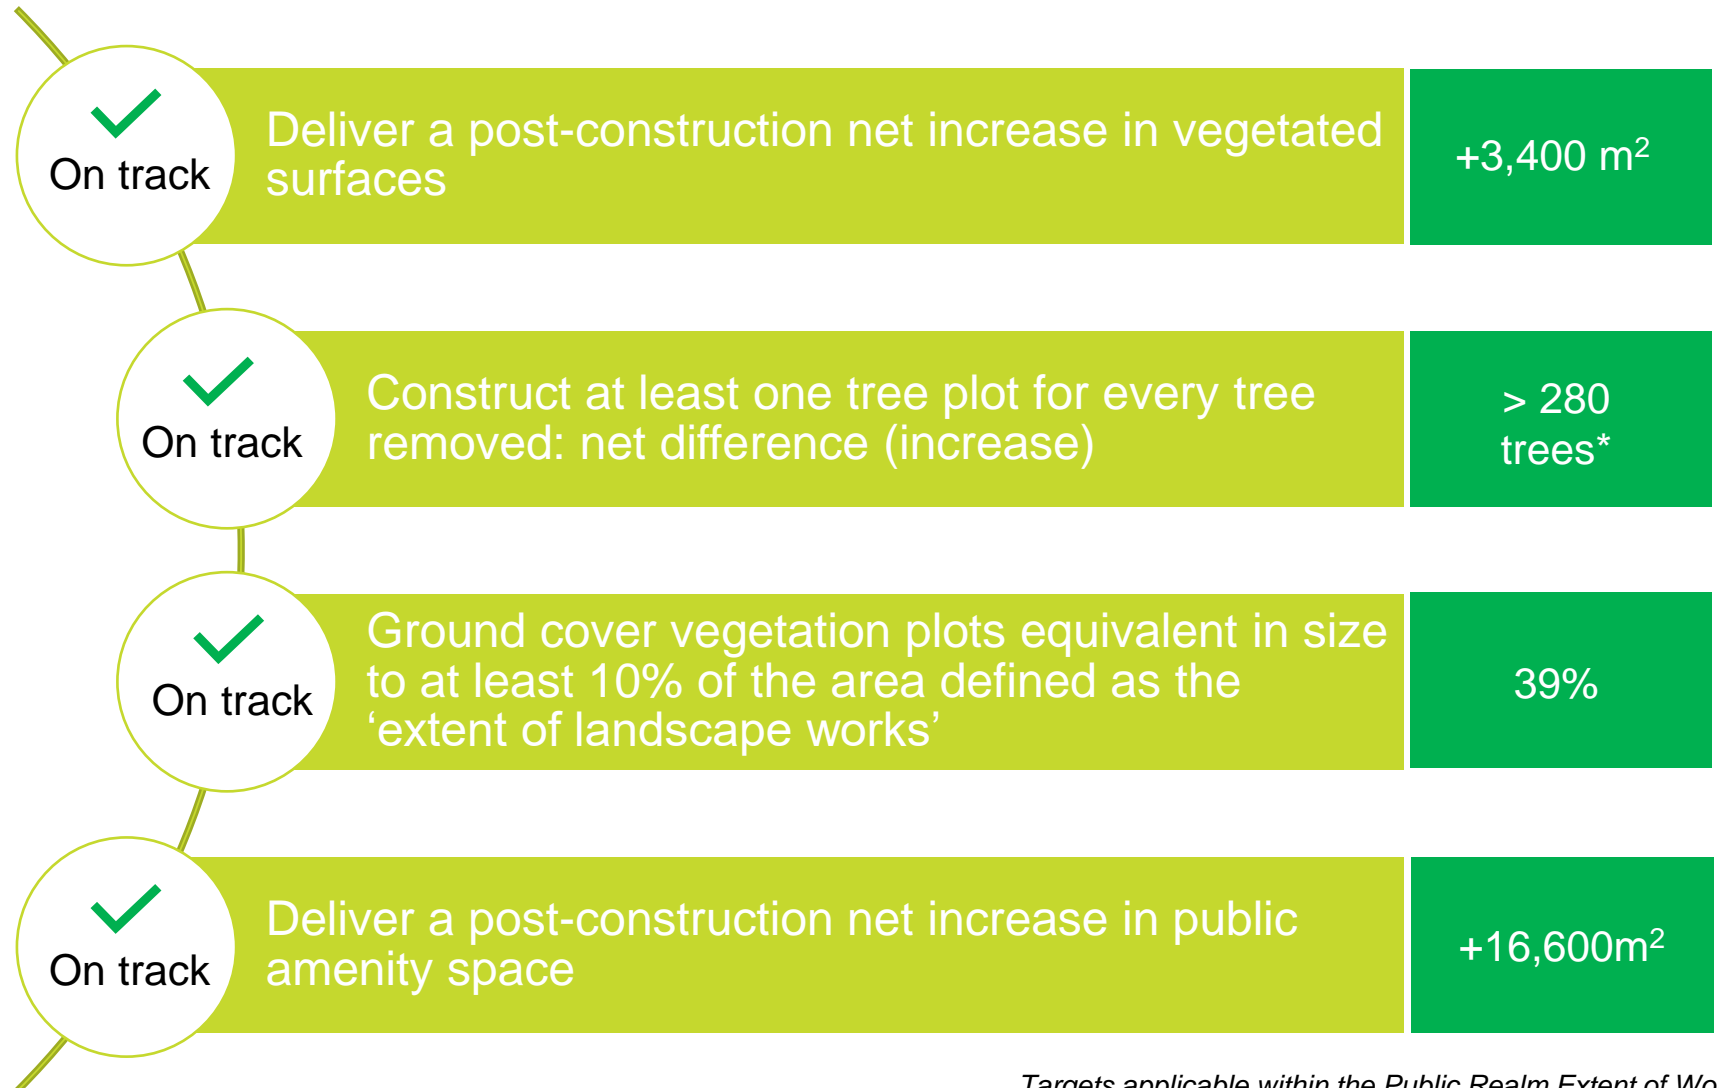 On track
Deliver a post-construction net increase in vegetated
surfaces
+3,400 m²
On track
Construct at least one tree plot for every tree
removed: net difference (increase)
> 280
trees*
On track
Ground cover vegetation plots equivalent in size
to at least 10% of the area defined as the
‘extent of landscape works’
39%
On track
Deliver a post-construction net increase in public
amenity space
+16,600m²
Targets applicable within the Public Realm Extent of